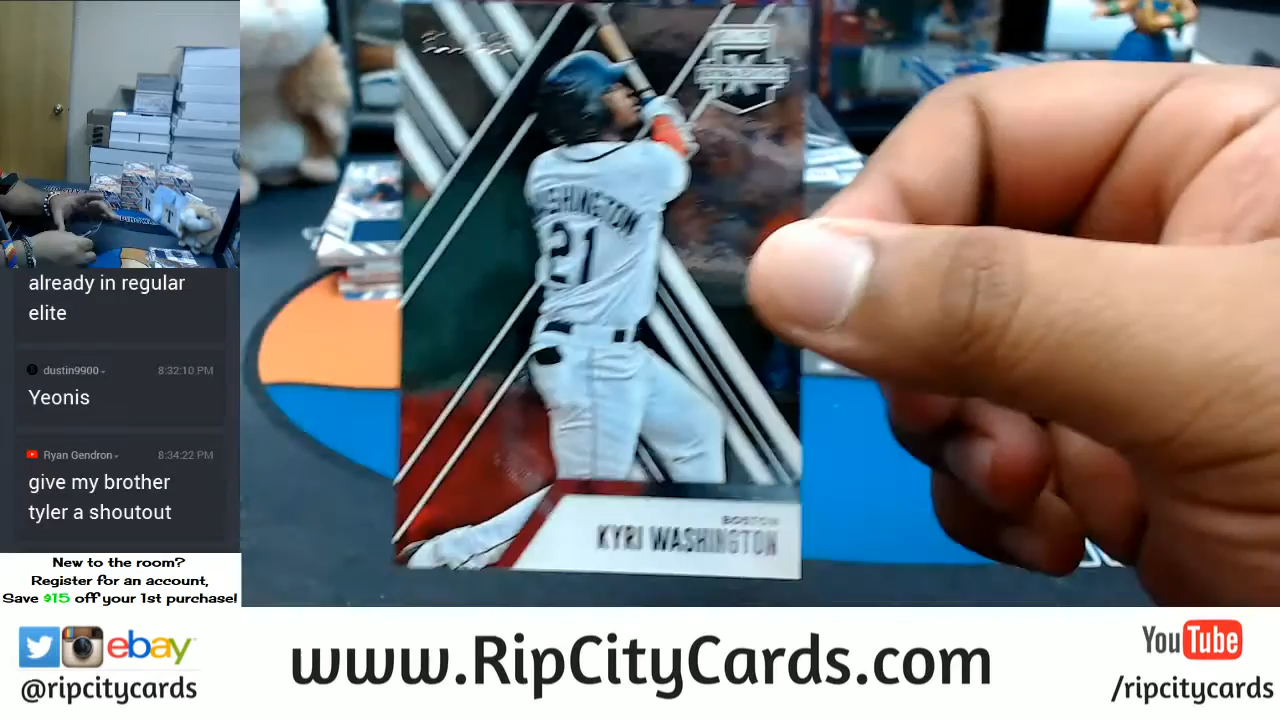 already in regular
elite
dustin9900
8:32:10 PM
Yeonis
Ryan Gendron
8:34:22 PM
give my brother
tyler a shoutout
New to the room?
Register for an account,
Save $15 off your 1st purchase!
WASHINGTON
21
BOSTON
KYRI WASHINGTON
ebay
@ripcitycards
www.RipCityCards.com
YouTube
/ripcitycards